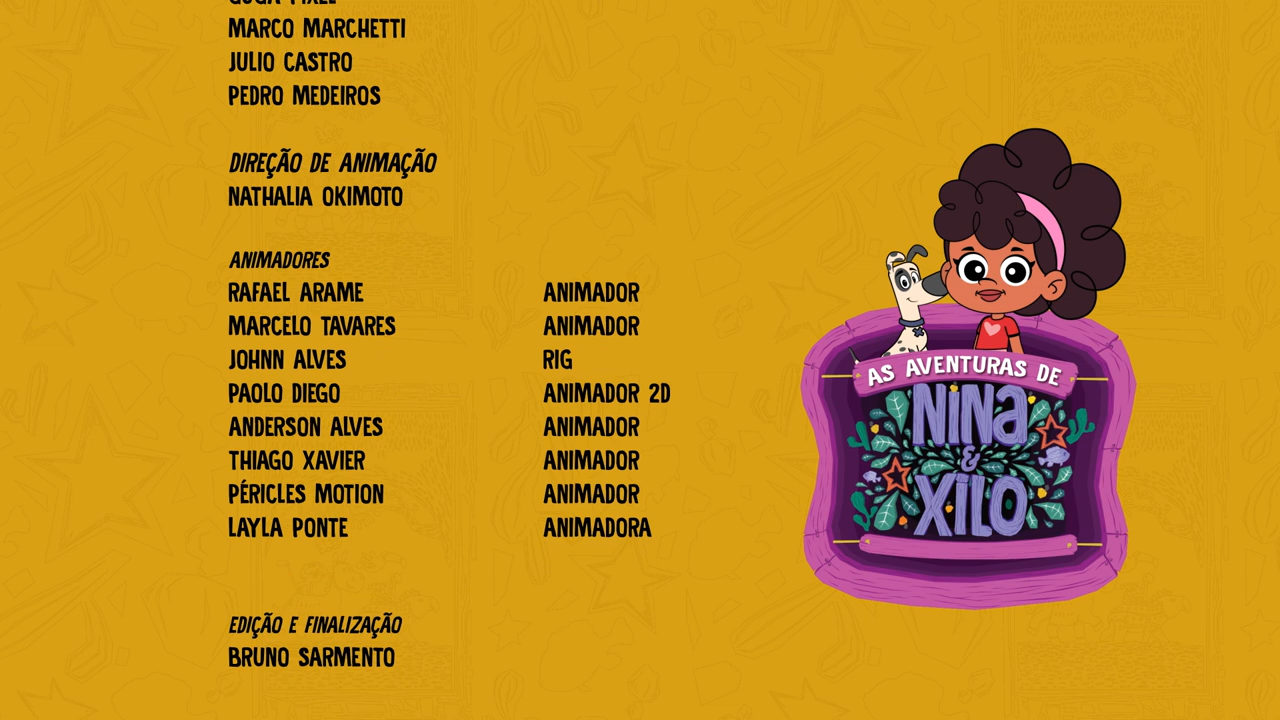 MARCO MARCHETTI
JULIO CASTRO
PEDRO MEDEIROS
DIREÇÃO DE ANIMAÇÃO
NATHALIA OKIMOTO
ANIMADORES
RAFAEL ARAME ANIMADOR
MARCELO TAVARES ANIMADOR
JOHNN ALVES RIG
PAOLO DIEGO ANIMADOR 2D
ANDERSON ALVES ANIMADOR
THIAGO XAVIER ANIMADOR
PÉRICLES MOTION ANIMADOR
LAYLA PONTE ANIMADORA
EDIÇÃO E FINALIZAÇÃO
BRUNO SARMENTO
AS AVENTURAS DE
NINA
&
XILO